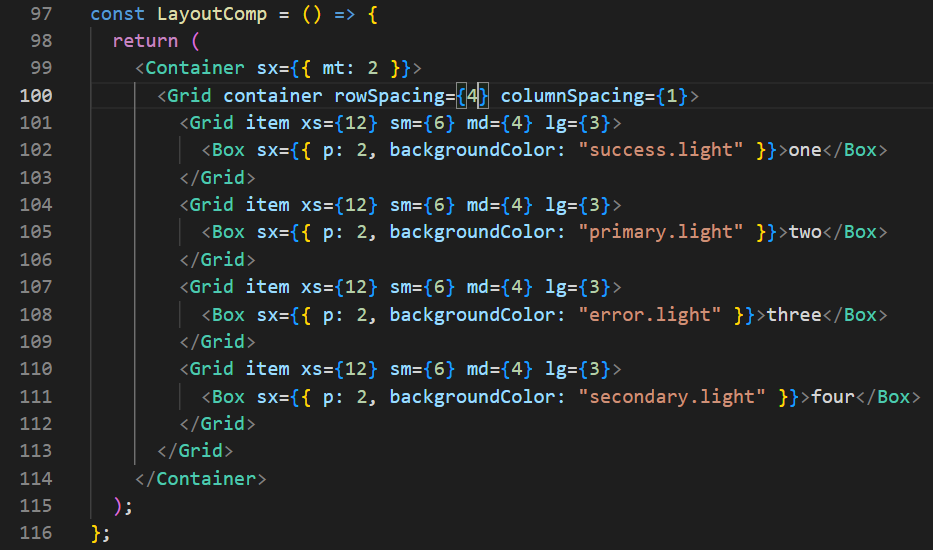 97 const LayoutComp = () => {
98 return (
99 <Container sx={{ mt: 2 }}>
100 <Grid container rowSpacing={4} columnSpacing={1}>
101 <Grid item xs={12} sm={6} md={4} lg={3}>
102 <Box sx={{ p: 2, backgroundColor: "success.light" }}>one</Box>
103 </Grid>
104 <Grid item xs={12} sm={6} md={4} lg={3}>
105 <Box sx={{ p: 2, backgroundColor: "primary.light" }}>two</Box>
106 </Grid>
107 <Grid item xs={12} sm={6} md={4} lg={3}>
108 <Box sx={{ p: 2, backgroundColor: "error.light" }}>three</Box>
109 </Grid>
110 <Grid item xs={12} sm={6} md={4} lg={3}>
111 <Box sx={{ p: 2, backgroundColor: "secondary.light" }}>four</Box>
112 </Grid>
113 </Grid>
114 </Container>
115 );
116 };